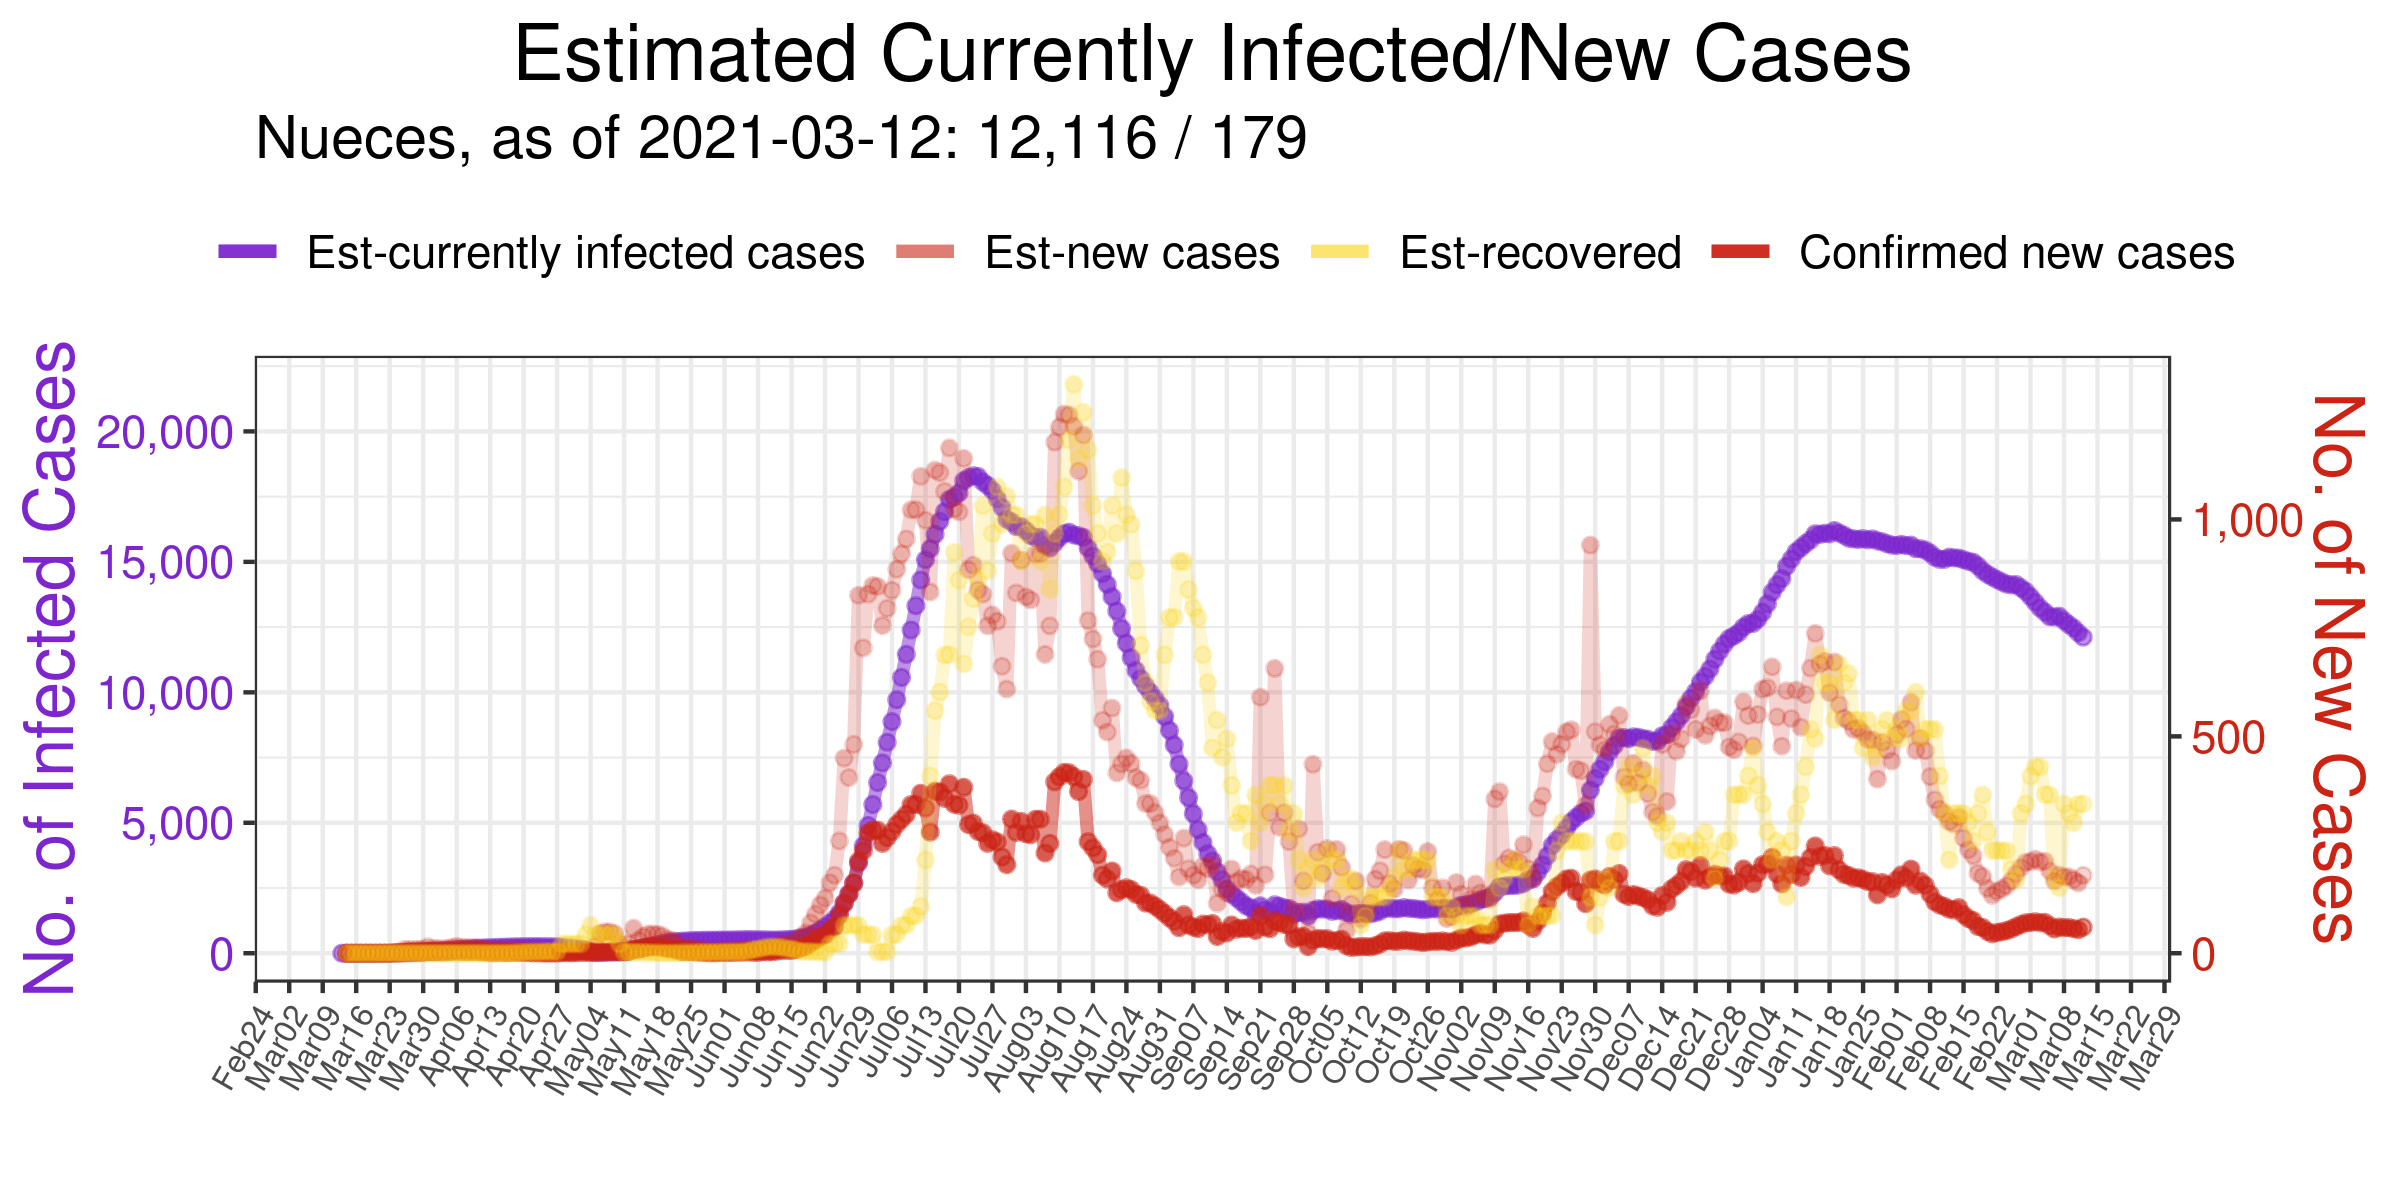 Estimated Currently Infected/New Cases
Nueces, as of 2021-03-12: 12,116 / 179
Est-currently infected cases Est-new cases Est-recovered Confirmed new cases
No. of Infected Cases
20,000
15,000
10,000
5,000
0
No. of New Cases
1,000
500
0
Feb24 Mar02 Mar09 Mar16 Mar23 Mar30 Apr06 Apr13 Apr20 Apr27 May04 May11 May18 May25 Jun01 Jun08 Jun15 Jun22 Jun29 Jul06 Jul13 Jul20 Jul27 Aug03 Aug10 Aug17 Aug24 Aug31 Sep07 Sep14 Sep21 Sep28 Oct05 Oct12 Oct19 Oct26 Nov02 Nov09 Nov16 Nov23 Nov30 Dec07 Dec14 Dec21 Dec28 Jan04 Jan11 Jan18 Jan25 Feb01 Feb08 Feb15 Feb22 Mar01 Mar08 Mar15 Mar22 Mar29